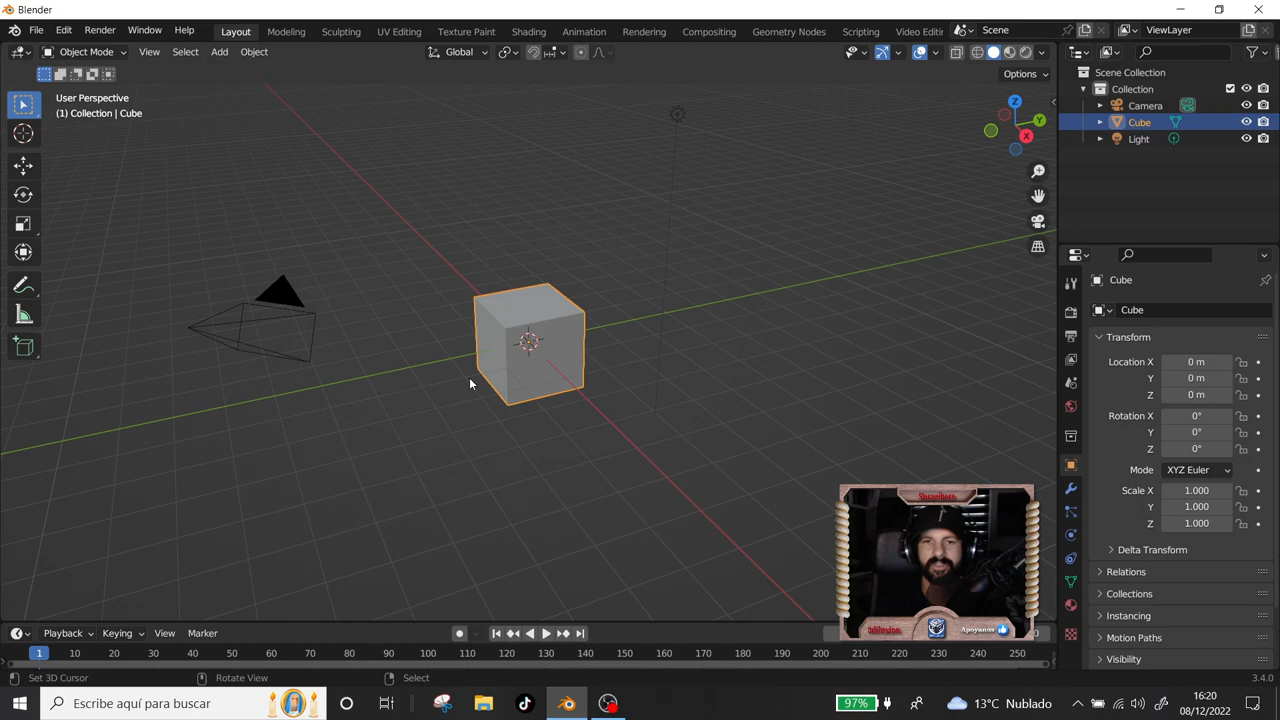 Blender
File Edit Render Window Help Layout Modeling Sculpting UV Editing Texture Paint Shading Animation Rendering Compositing Geometry Nodes Scripting Video Editi Scene ViewLayer
Object Mode View Select Add Object Global
Options
User Perspective
(1) Collection | Cube
Z
Y
X
Scene Collection
Collection
Camera
Cube
Light
Cube
Cube
Transform
Location X 0 m
Y 0 m
Z 0 m
Rotation X 0°
Y 0°
Z 0°
Mode XYZ Euler
Scale X 1.000
Y 1.000
Z 1.000
Delta Transform
Relations
Collections
Instancing
Motion Paths
Visibility
Apoyanos
Playback Keying View Marker
1 10 20 30 40 50 60 70 80 90 100 110 120 130 140 150 160 170 180 190 200 210 220 230 240 250
Set 3D Cursor Rotate View Select 3.4.0
Escribe aquí para buscar 97% 13°C Nublado 16:20
08/12/2022